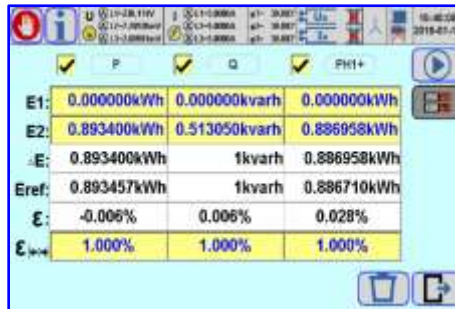 P Q PH1+
E1: 0.000000kWh 0.000000kvarh 0.000000kWh
E2: 0.893400kWh 0.513050kvarh 0.886958kWh
ΔE: 0.893400kWh 1kvarh 0.886958kWh
Eref: 0.893457kWh 1kvarh 0.886710kWh
ε: -0.006% 0.006% 0.028%
ε 1.000% 1.000% 1.000%